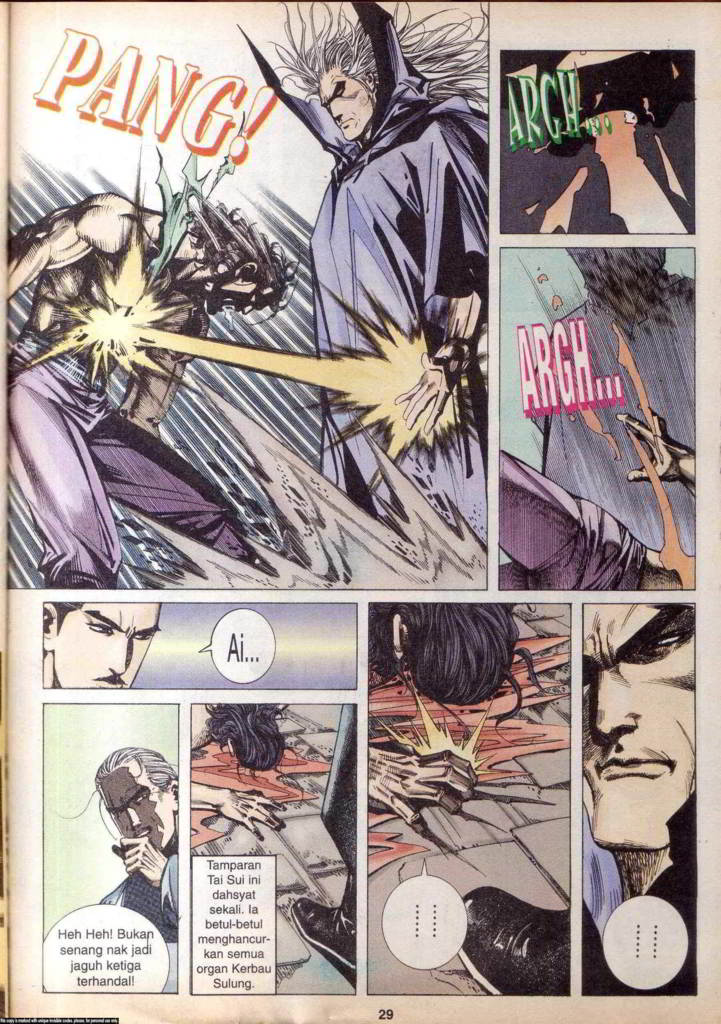 PANG!
ARGH...
ARGH...
Ai...
Heh Heh! Bukan
senang nak jadi
jaguh ketiga
terhandal!
Tamparan
Tai Sui ini
dahsyat
sekali. Ia
betul-betul
menghancur-
kan semua
organ Kerbau
Sulung.
29